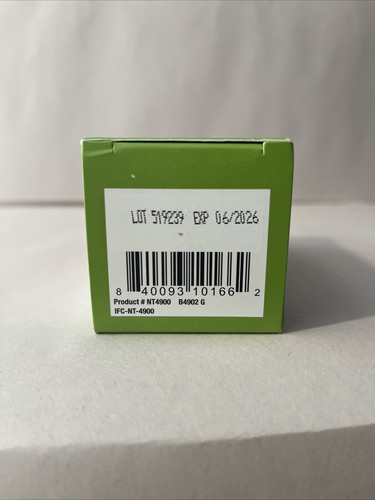 LOT 519239 EXP 06/2026
8 40093 10166 2
Product # NT4900 B4902 G
IFC-NT-4900